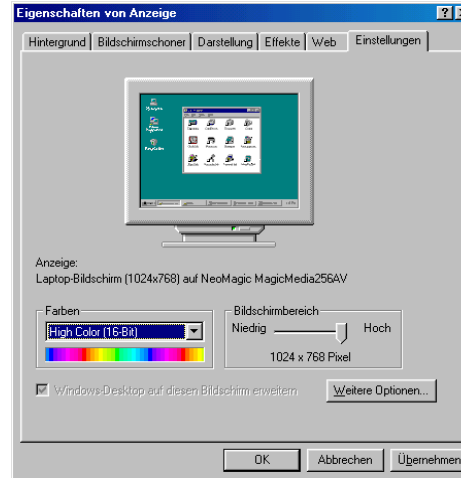 Eigenschaften von Anzeige
Hintergrund Bildschirmschoner Darstellung Effekte Web Einstellungen
Anzeige:
Laptop-Bildschirm (1024x768) auf NeoMagic MagicMedia256AV
Farben
High Color (16-Bit)
Bildschirmbereich
Niedrig Hoch
1024 x 768 Pixel
Windows-Desktop auf diesen Bildschirm erweitern
Weitere Optionen...
OK Abbrechen Übernehmen